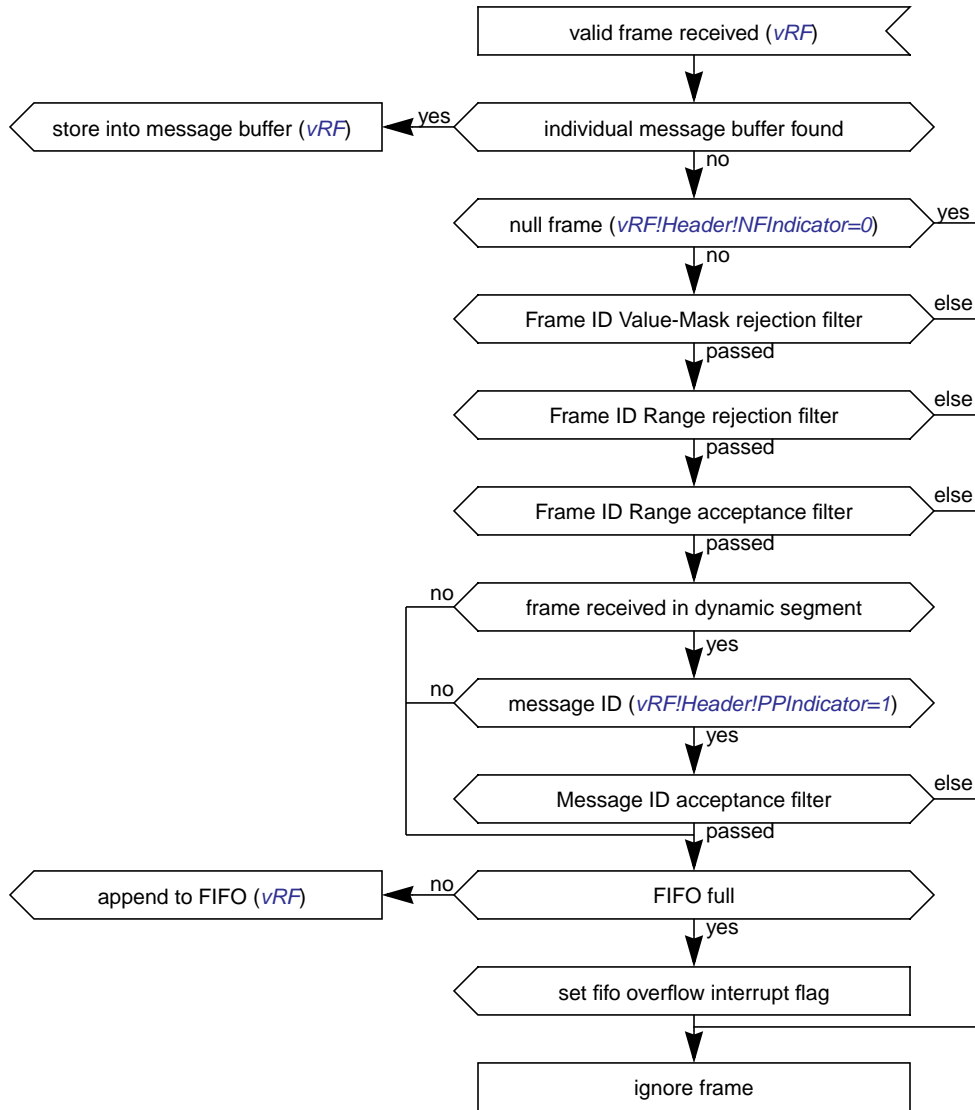 valid frame received (vRF)
store into message buffer (vRF)
yes
individual message buffer found
no
null frame (vRF!Header!NFIndicator=0)
yes
no
Frame ID Value-Mask rejection filter
else
passed
Frame ID Range rejection filter
else
passed
Frame ID Range acceptance filter
else
passed
no
frame received in dynamic segment
yes
no
message ID (vRF!Header!PPIndicator=1)
yes
Message ID acceptance filter
else
passed
append to FIFO (vRF)
no
FIFO full
yes
set fifo overflow interrupt flag
ignore frame